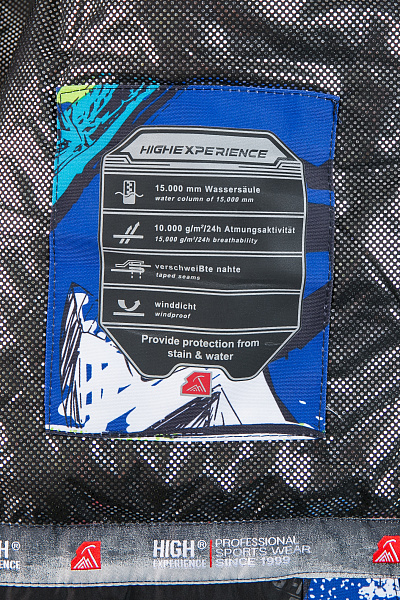 HIGHEXPERIENCE
15.000 mm Wassersäule
water column of 15,000 mm
10.000 g/m²/24h Atmungsaktivität
15,000 g/m²/24h breathability
verschweißte nahte
taped seams
winddicht
windproof
Provide protection from
stain & water
HIGH®
EXPERIENCE
HIGH®
EXPERIENCE
PROFESSIONAL
SPORTS WEAR
SINCE 1999